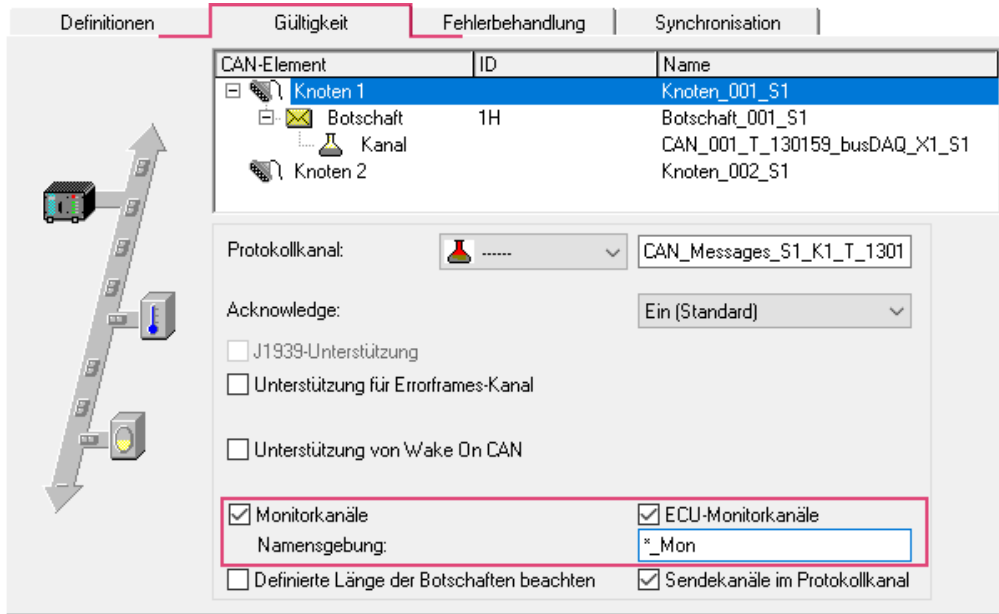 Definitionen Gültigkeit Fehlerbehandlung Synchronisation
CAN-Element ID Name
Knoten 1 Knoten_001_S1
Botschaft 1H Botschaft_001_S1
Kanal CAN_001_T_130159_busDAQ_X1_S1
Knoten 2 Knoten_002_S1
Protokollkanal: ----- CAN_Messages_S1_K1_T_1301
Acknowledge: Ein (Standard)
J1939-Unterstützung
Unterstützung für Errorframes-Kanal
Unterstützung von Wake On CAN
Monitorkanäle ECU-Monitorkanäle
Namensgebung: *_Mon
Definierte Länge der Botschaften beachten Sendekanäle im Protokollkanal